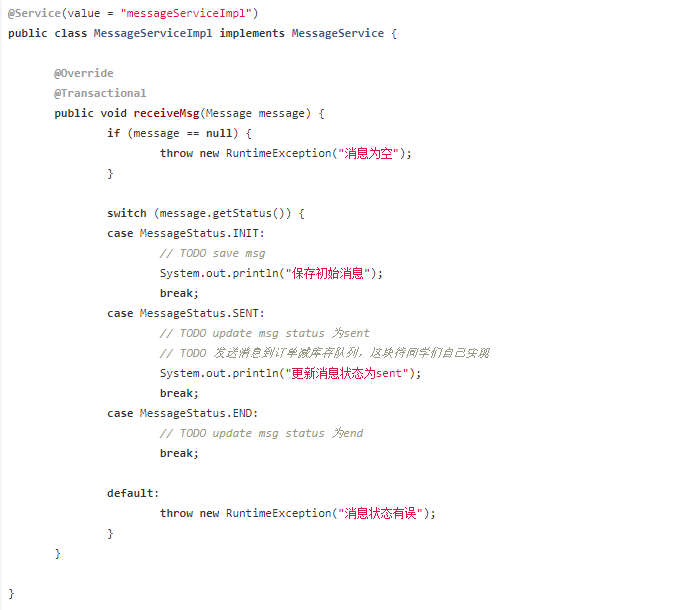 @Service(value = "messageServiceImpl")
public class MessageServiceImpl implements MessageService {
@Override
@Transactional
public void receiveMsg(Message message) {
if (message == null) {
throw new RuntimeException("消息为空");
}
switch (message.getStatus()) {
case MessageStatus.INIT:
// TODO save msg
System.out.println("保存初始消息");
break;
case MessageStatus.SENT:
// TODO update msg status 为sent
// TODO 发送消息到订单减库存队列，这块待同学们自己实现
System.out.println("更新消息状态为sent");
break;
case MessageStatus.END:
// TODO update msg status 为end
break;
default:
throw new RuntimeException("消息状态有误");
}
}
}